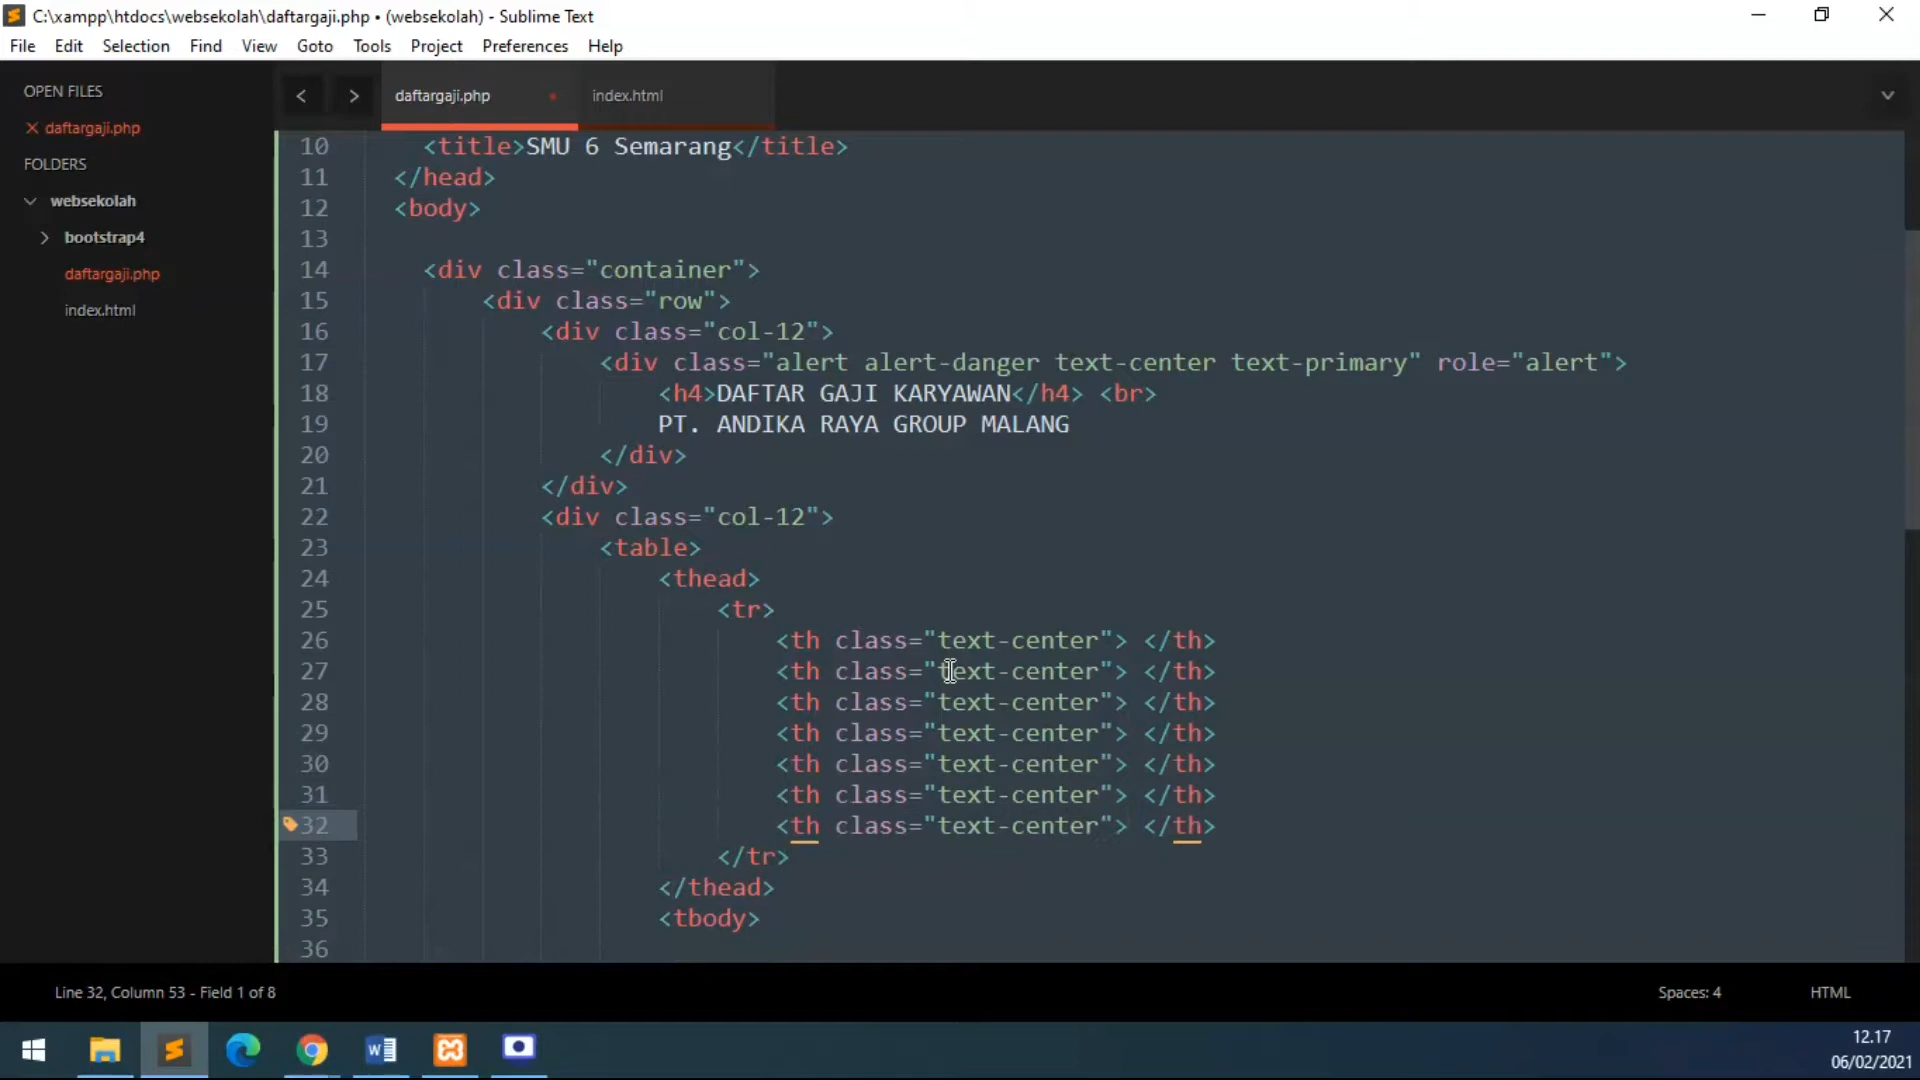 C:\xampp\htdocs\websekolah\daftargaji.php • (websekolah) - Sublime Text
File Edit Selection Find View Goto Tools Project Preferences Help
OPEN FILES
daftargaji.php
FOLDERS
websekolah
bootstrap4
daftargaji.php
index.html
daftargaji.php index.html
10 <title>SMU 6 Semarang</title>
11 </head>
12 <body>
13
14 <div class="container">
15 <div class="row">
16 <div class="col-12">
17 <div class="alert alert-danger text-center text-primary" role="alert">
18 <h4>DAFTAR GAJI KARYAWAN</h4> <br>
19 PT. ANDIKA RAYA GROUP MALANG
20 </div>
21 </div>
22 <div class="col-12">
23 <table>
24 <thead>
25 <tr>
26 <th class="text-center"> </th>
27 <th class="text-center"> </th>
28 <th class="text-center"> </th>
29 <th class="text-center"> </th>
30 <th class="text-center"> </th>
31 <th class="text-center"> </th>
32 <th class="text-center"> </th>
33 </tr>
34 </thead>
35 <tbody>
36
Line 32, Column 53 - Field 1 of 8 Spaces: 4 HTML
12.17
06/02/2021